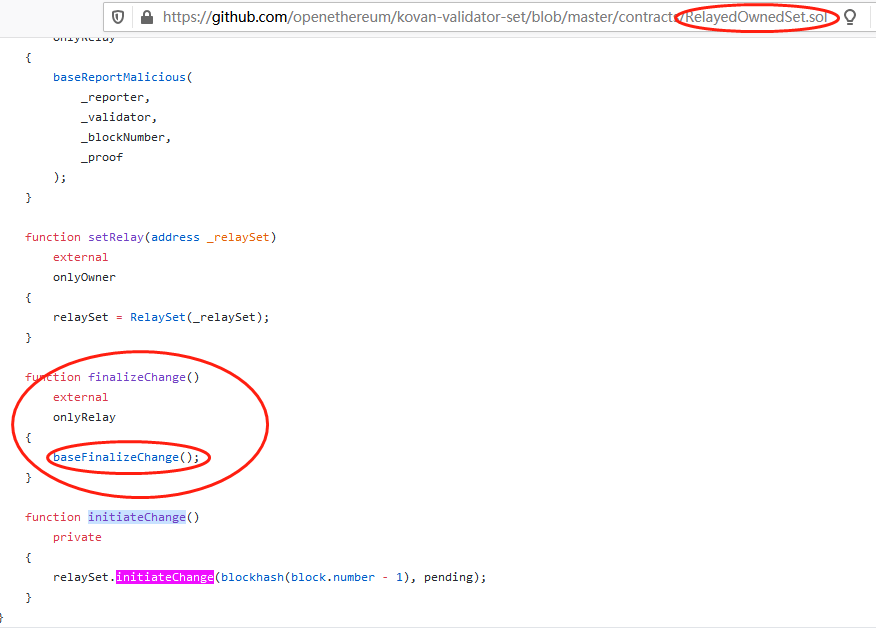 https://github.com/openethereum/kovan-validator-set/blob/master/contracts/RelayedOwnedSet.sol
onlyRelay
{
baseReportMalicious(
_reporter,
_validator,
_blockNumber,
_proof
);
}
function setRelay(address _relaySet)
external
onlyOwner
{
relaySet = RelaySet(_relaySet);
}
function finalizeChange()
external
onlyRelay
{
baseFinalizeChange();
}
function initiateChange()
private
{
relaySet.initiateChange(blockhash(block.number - 1), pending);
}
}